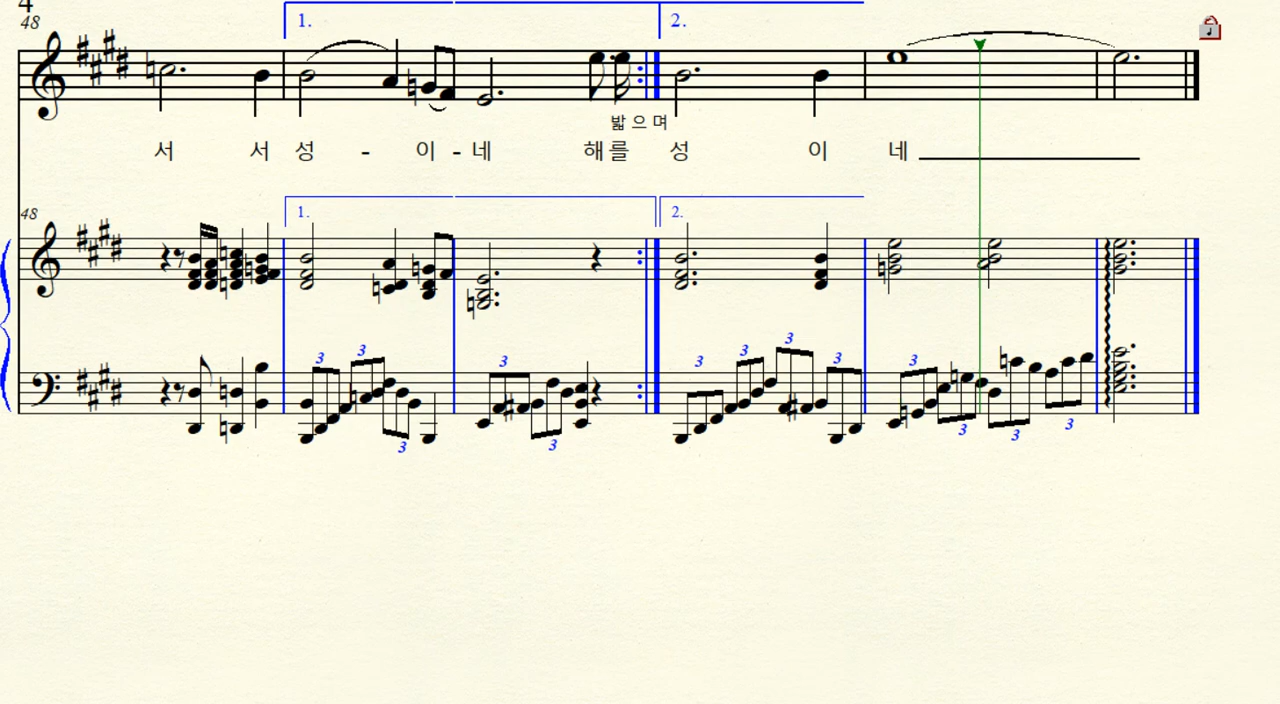 4
48
1. 2.
밟 으 며
서 서 성 - 이 - 네 해 를 성 이 네
48
1. 2.
3 3 3 3 3 3 3
3 3 3 3 3 3